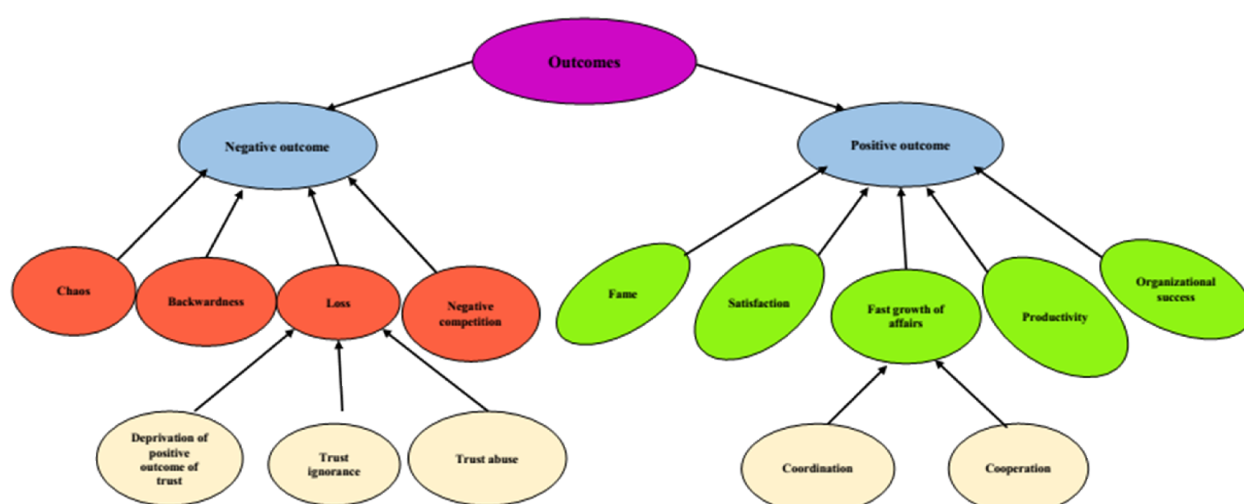 Outcomes
Negative outcome
Positive outcome
Chaos
Backwardness
Loss
Negative
competition
Fame
Satisfaction
Fast growth of
affairs
Productivity
Organizational
success
Deprivation of
positive
outcome of
trust
Trust
ignorance
Trust abuse
Coordination
Cooperation